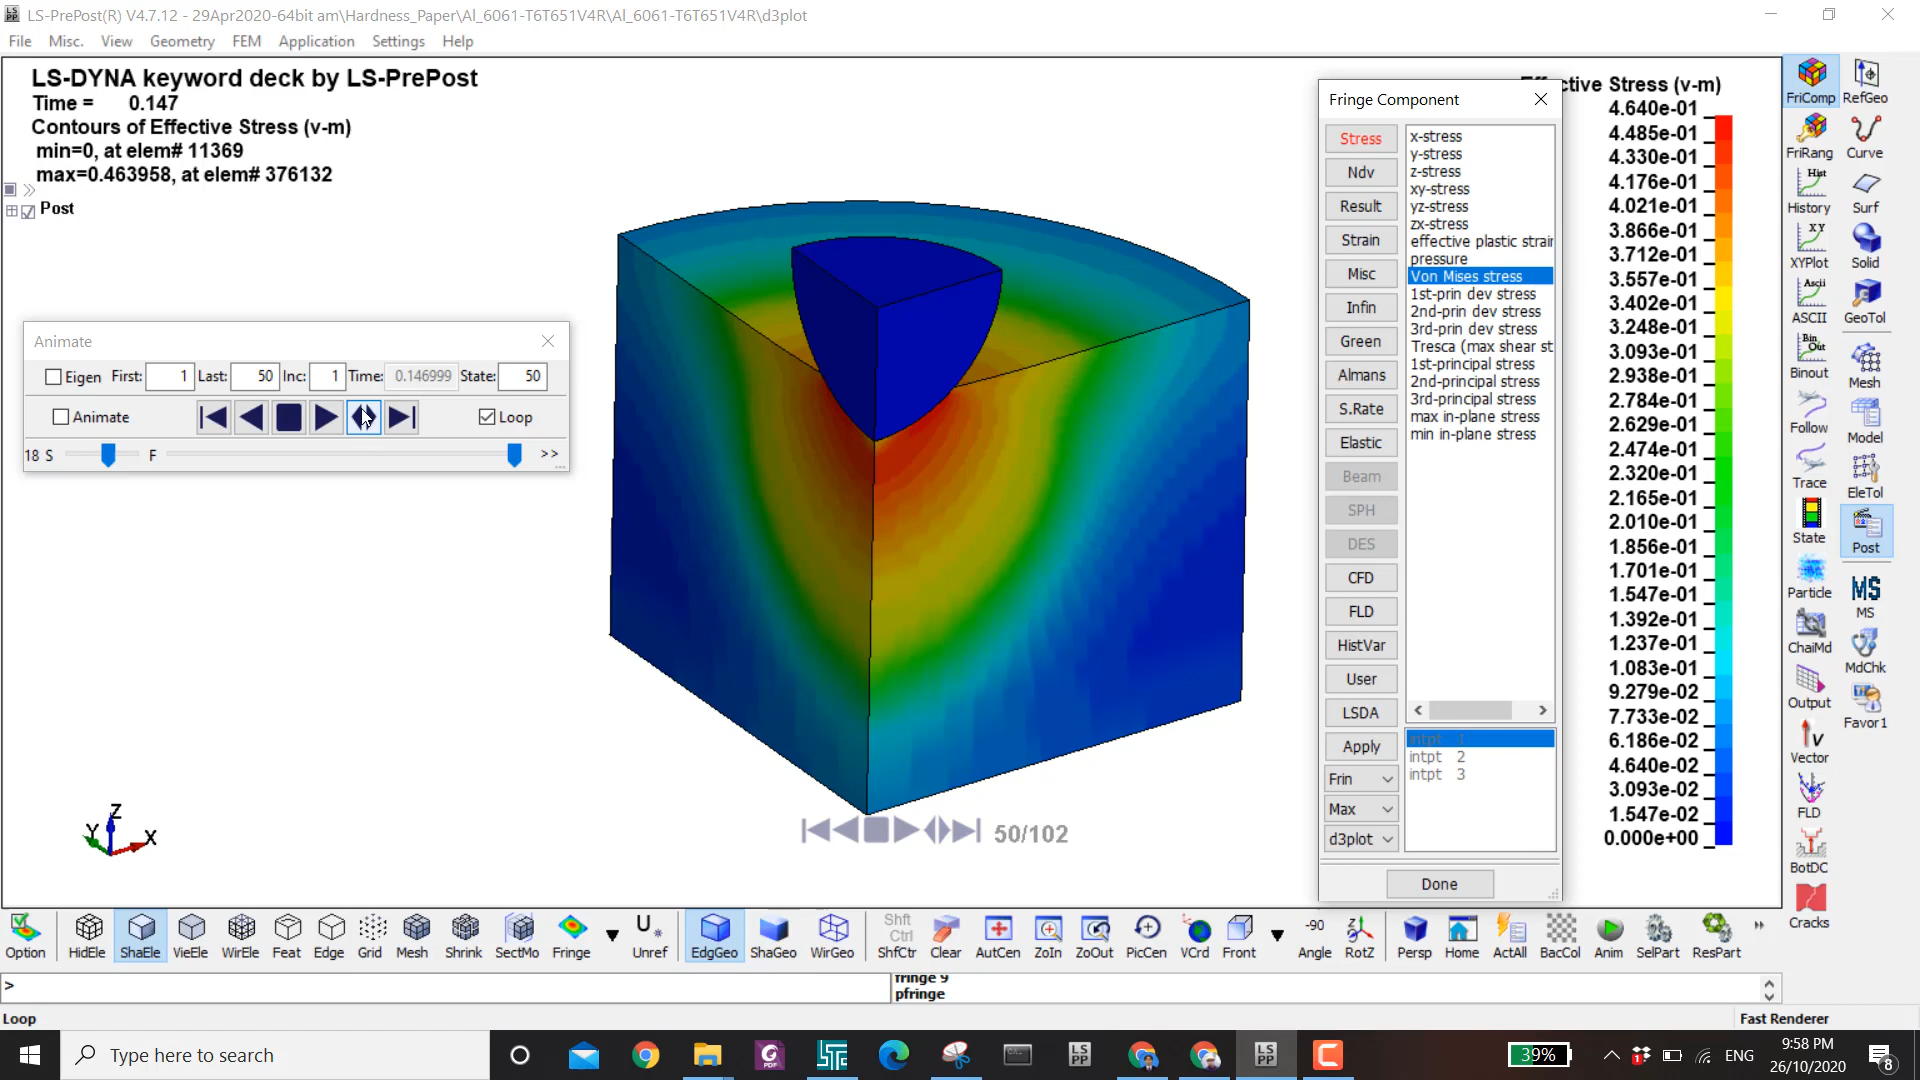 LS-PrePost(R) V4.7.12 - 29Apr2020-64bit am\Hardness_Paper\Al_6061-T6T651V4R\Al_6061-T6T651V4R\d3plot
File Misc. View Geometry FEM Application Settings Help
LS-DYNA keyword deck by LS-PrePost
Time = 0.147
Contours of Effective Stress (v-m)
min=0, at elem# 11369
max=0.463958, at elem# 376132
Post
Animate
Eigen First: 1 Last: 50 Inc: 1 Time: 0.146999 State: 50
Animate Loop
18 S F >>
Z
Y X
50/102
Fringe Component
Stress
Ndv
Result
Strain
Misc
Infin
Green
Almans
S.Rate
Elastic
Beam
SPH
DES
CFD
FLD
HistVar
User
LSDA
Apply
Frin
Max
d3plot
x-stress
y-stress
z-stress
xy-stress
yz-stress
zx-stress
effective plastic strair
pressure
Von Mises stress
1st-prin dev stress
2nd-prin dev stress
3rd-prin dev stress
Tresca (max shear st
1st-principal stress
2nd-principal stress
3rd-principal stress
max in-plane stress
min in-plane stress
intpt 1
intpt 2
intpt 3
Done
ctive Stress (v-m)
4.640e-01
4.485e-01
4.330e-01
4.176e-01
4.021e-01
3.866e-01
3.712e-01
3.557e-01
3.402e-01
3.248e-01
3.093e-01
2.938e-01
2.784e-01
2.629e-01
2.474e-01
2.320e-01
2.165e-01
2.010e-01
1.856e-01
1.701e-01
1.547e-01
1.392e-01
1.237e-01
1.083e-01
9.279e-02
7.733e-02
6.186e-02
4.640e-02
3.093e-02
1.547e-02
0.000e+00
FriComp RefGeo
FriRang Curve
Hist
History Surf
XY
XYPlot Solid
Ascii
ASCII GeoTol
Bin Out
Binout Mesh
Follow Model
Trace EleTol
State Post
Particle MS
MS
ChaiMd MdChk
Output Favor1
Vector
FLD
BotDC
Cracks
Option HidEle ShaEle VieEle WirEle Feat Edge Grid Mesh Shrink SectMo Fringe Unref EdgGeo ShaGeo WirGeo ShfCtr Clear AutCen ZoIn ZoOut PicCen VCrd Front Angle RotZ Persp Home ActAll BacCol Anim SelPart ResPart
Shft
Ctrl
-90
>
fringe 9
pfringe
Loop
Fast Renderer
Type here to search
39%
ENG
9:58 PM
26/10/2020
8